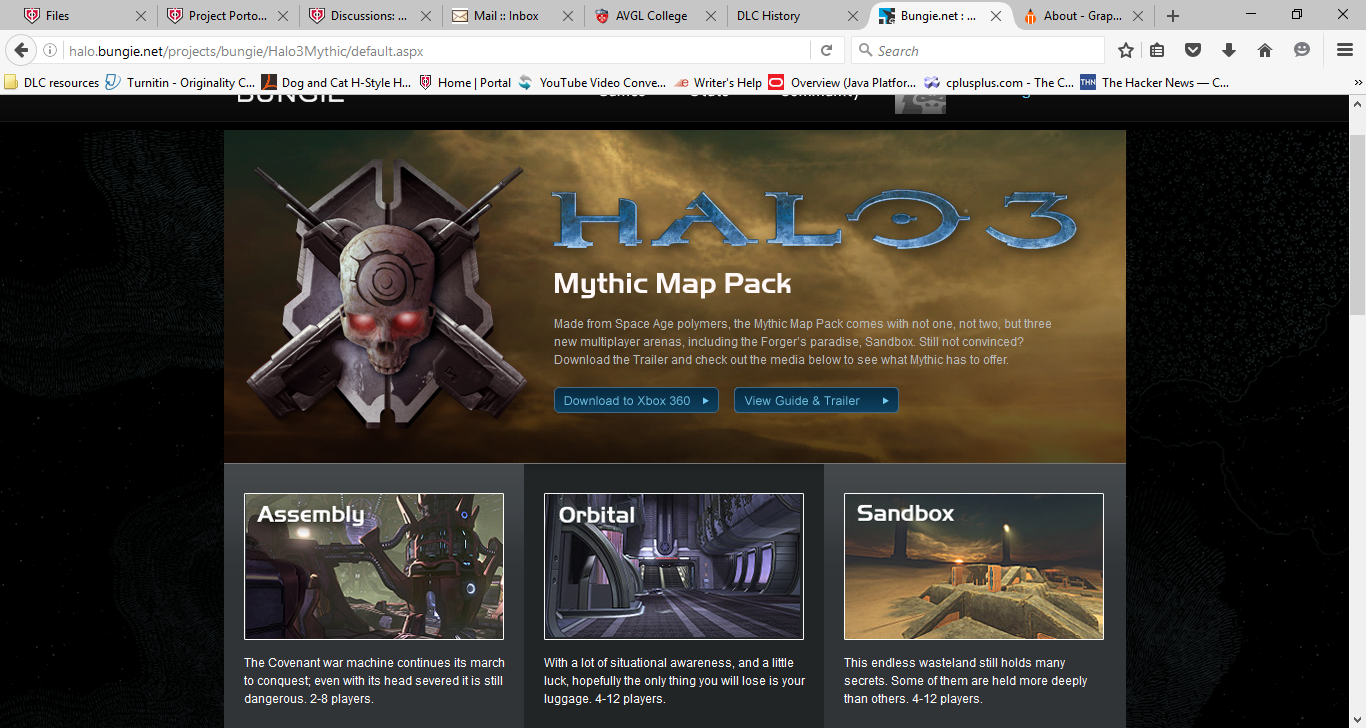 Files
Project Porto...
Discussions: ...
Mail :: Inbox
AVGL College
DLC History
Bungie.net : ...
About - Grap...
halo.bungie.net/projects/bungie/Halo3Mythic/default.aspx
Search
DLC resources
Turnitin - Originality C...
Dog and Cat H-Style H...
Home | Portal
YouTube Video Conve...
Writer's Help
Overview (Java Platfor...
cplusplus.com - The C...
THN
The Hacker News — C...
BUNGIE
HALO 3
Mythic Map Pack
Made from Space Age polymers, the Mythic Map Pack comes with not one, not two, but three
new multiplayer arenas, including the Forger's paradise, Sandbox. Still not convinced?
Download the Trailer and check out the media below to see what Mythic has to offer.
Download to Xbox 360
View Guide & Trailer
Assembly
Orbital
Sandbox
The Covenant war machine continues its march
to conquest; even with its head severed it is still
dangerous. 2-8 players.
With a lot of situational awareness, and a little
luck, hopefully the only thing you will lose is your
luggage. 4-12 players.
This endless wasteland still holds many
secrets. Some of them are held more deeply
than others. 4-12 players.